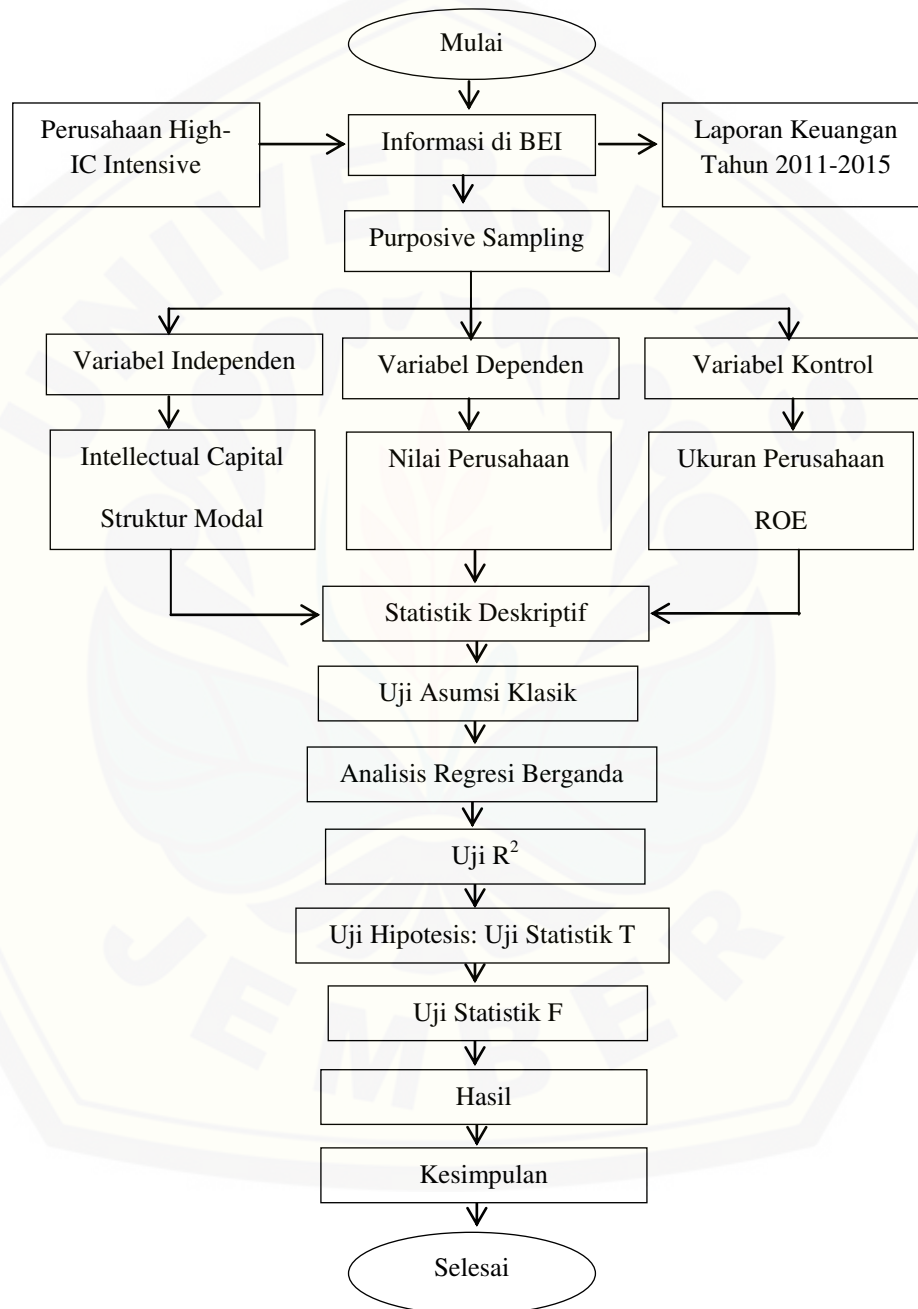 Mulai
Perusahaan High-
IC Intensive
Informasi di BEI
Laporan Keuangan
Tahun 2011-2015
Purposive Sampling
Variabel Independen
Variabel Dependen
Variabel Kontrol
Intellectual Capital
Struktur Modal
Nilai Perusahaan
Ukuran Perusahaan
ROE
Statistik Deskriptif
Uji Asumsi Klasik
Analisis Regresi Berganda
Uji R²
Uji Hipotesis: Uji Statistik T
Uji Statistik F
Hasil
Kesimpulan
Selesai
UNIVERSITAS
JEMBER